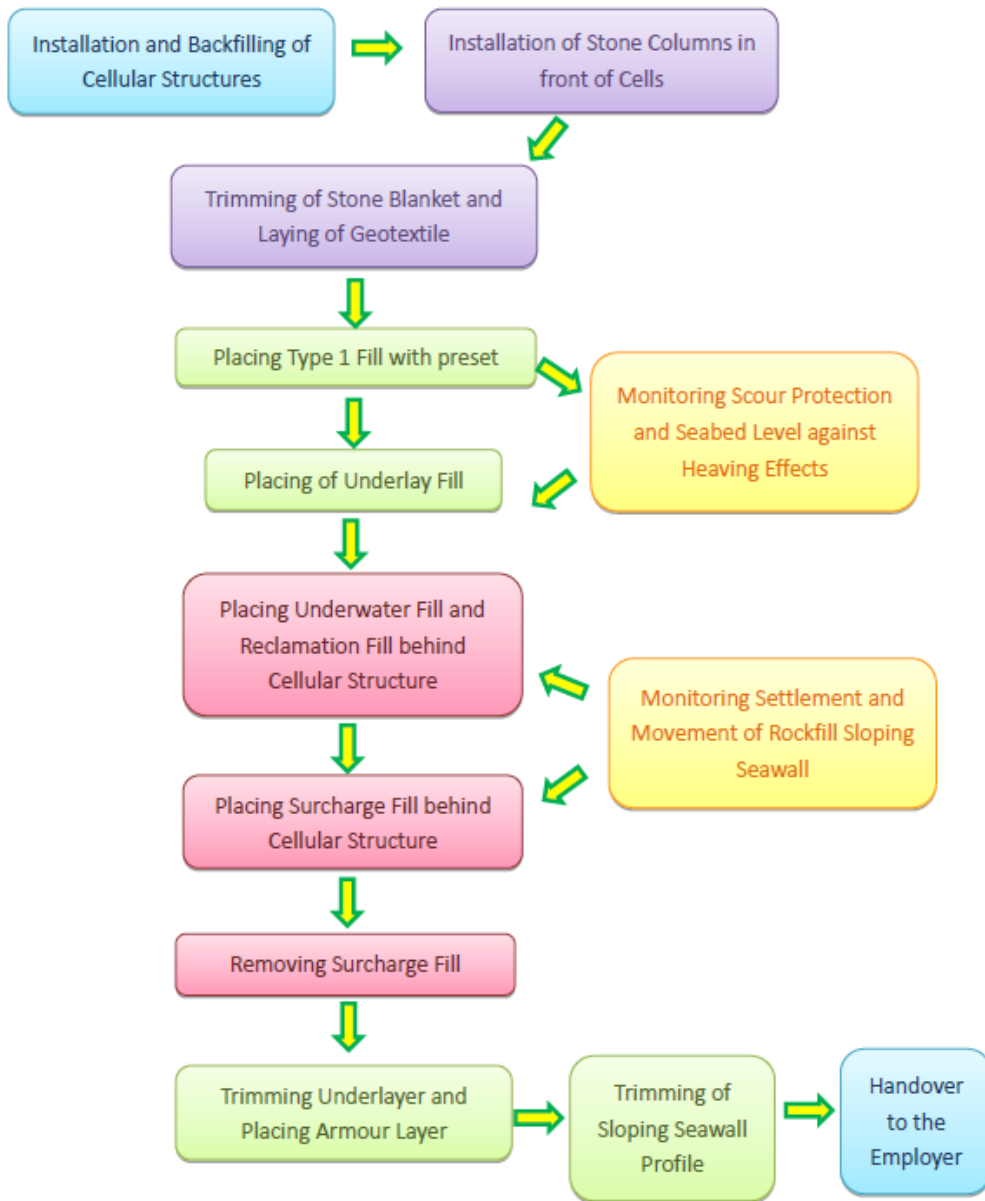 Installation and Backfilling of
Cellular Structures
Installation of Stone Columns in
front of Cells
Trimming of Stone Blanket and
Laying of Geotextile
Placing Type 1 Fill with preset
Monitoring Scour Protection
and Seabed Level against
Heaving Effects
Placing of Underlay Fill
Placing Underwater Fill and
Reclamation Fill behind
Cellular Structure
Monitoring Settlement and
Movement of Rockfill Sloping
Seawall
Placing Surcharge Fill behind
Cellular Structure
Removing Surcharge Fill
Trimming Underlayer and
Placing Armour Layer
Trimming of
Sloping Seawall
Profile
Handover
to the
Employer